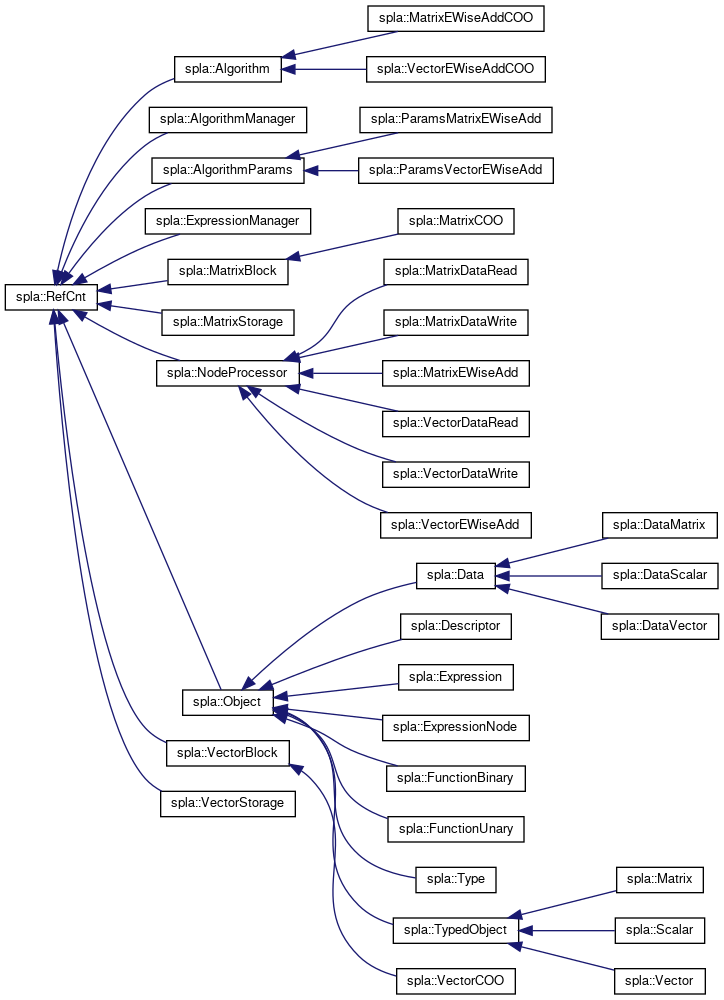 spla::MatrixEWiseAddCOO
spla::Algorithm
spla::VectorEWiseAddCOO
spla::AlgorithmManager
spla::ParamsMatrixEWiseAdd
spla::AlgorithmParams
spla::ParamsVectorEWiseAdd
spla::ExpressionManager
spla::MatrixCOO
spla::MatrixBlock
spla::MatrixDataRead
spla::RefCnt
spla::MatrixStorage
spla::MatrixDataWrite
spla::NodeProcessor
spla::MatrixEWiseAdd
spla::VectorDataRead
spla::VectorDataWrite
spla::VectorEWiseAdd
spla::DataMatrix
spla::Data
spla::DataScalar
spla::Descriptor
spla::DataVector
spla::Expression
spla::Object
spla::ExpressionNode
spla::VectorBlock
spla::FunctionBinary
spla::VectorStorage
spla::FunctionUnary
spla::Type
spla::Matrix
spla::TypedObject
spla::Scalar
spla::VectorCOO
spla::Vector